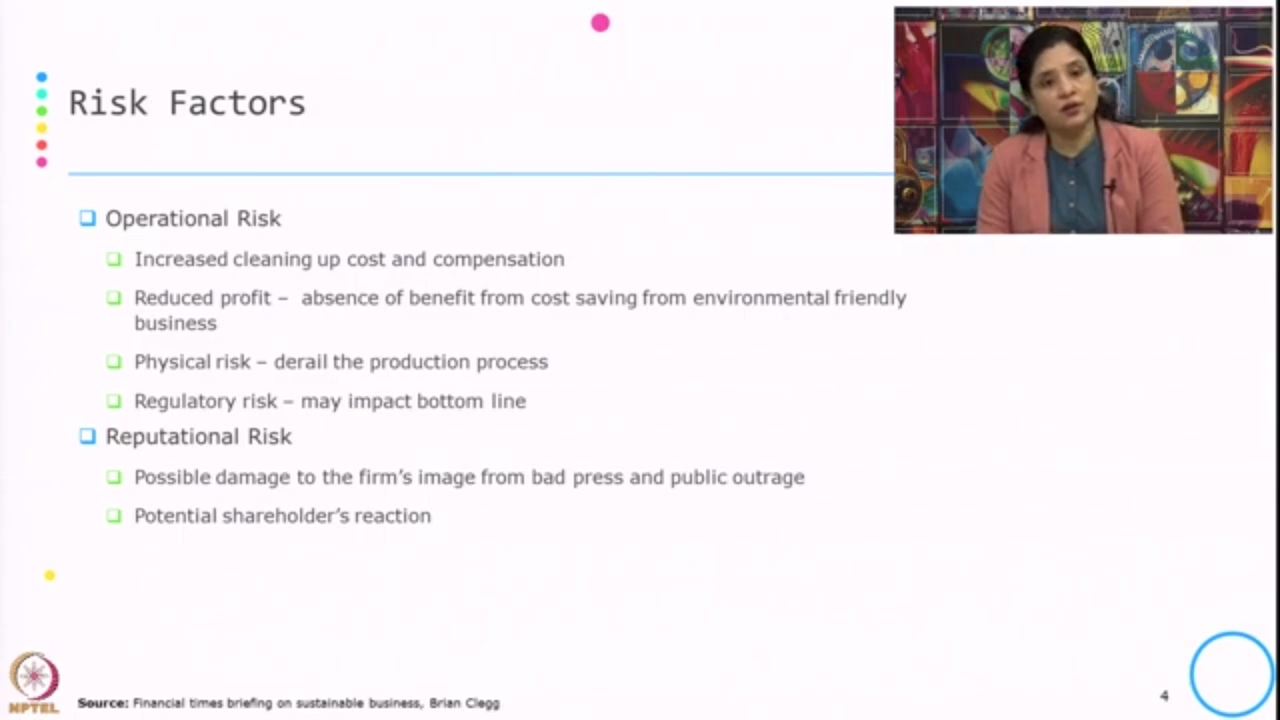 Risk Factors
Operational Risk
Increased cleaning up cost and compensation
Reduced profit – absence of benefit from cost saving from environmental friendly
business
Physical risk – derail the production process
Regulatory risk – may impact bottom line
Reputational Risk
Possible damage to the firm's image from bad press and public outrage
Potential shareholder's reaction
NPTEL
Source: Financial times briefing on sustainable business, Brian Clegg
4